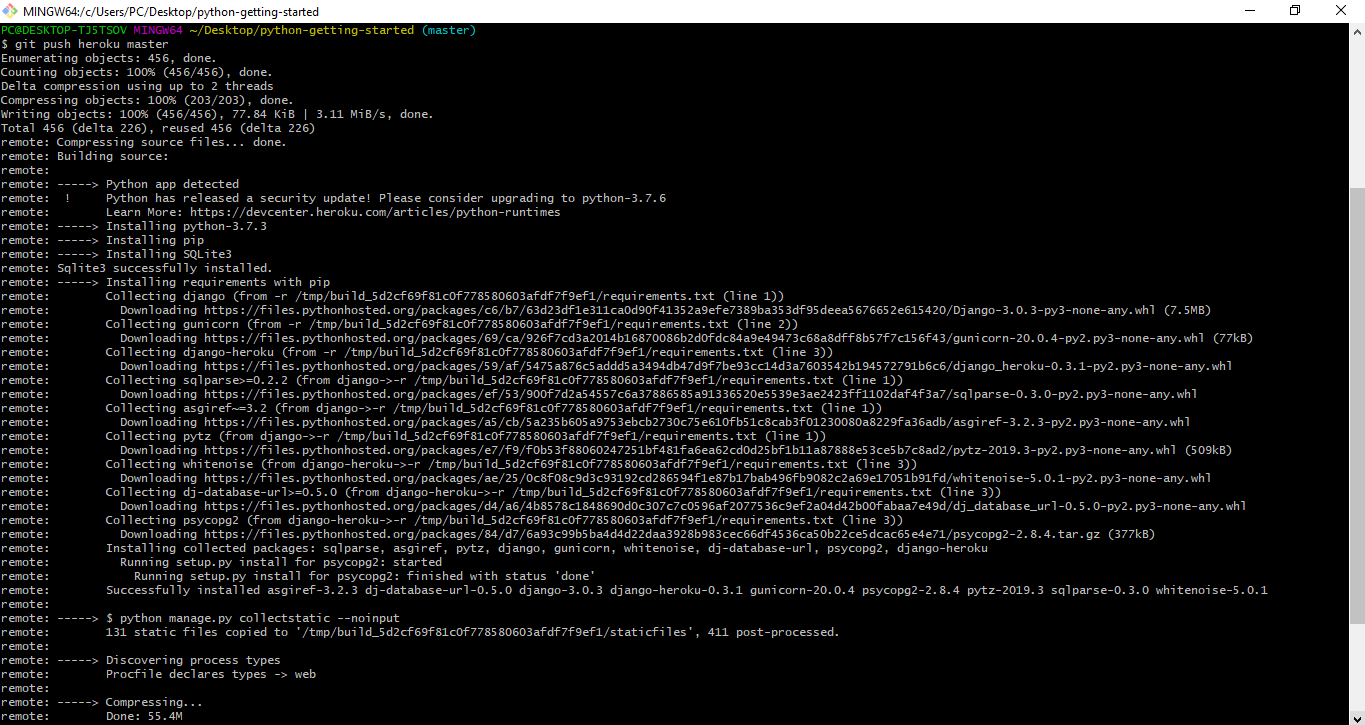 MINGW64:/c/Users/PC/Desktop/python-getting-started
PC@DESKTOP-TJ5TSOV MINGW64 ~/Desktop/python-getting-started (master)
$ git push heroku master
Enumerating objects: 456, done.
Counting objects: 100% (456/456), done.
Delta compression using up to 2 threads
Compressing objects: 100% (203/203), done.
Writing objects: 100% (456/456), 77.84 KiB | 3.11 MiB/s, done.
Total 456 (delta 226), reused 456 (delta 226)
remote: Compressing source files... done.
remote: Building source:
remote:
remote: -----> Python app detected
remote:  !     Python has released a security update! Please consider upgrading to python-3.7.6
remote:        Learn More: https://devcenter.heroku.com/articles/python-runtimes
remote: -----> Installing python-3.7.3
remote: -----> Installing pip
remote: -----> Installing SQLite3
remote: Sqlite3 successfully installed.
remote: -----> Installing requirements with pip
remote:        Collecting django (from -r /tmp/build_5d2cf69f81c0f778580603afdf7f9ef1/requirements.txt (line 1))
remote:          Downloading https://files.pythonhosted.org/packages/c6/b7/63d23df1e311ca0d90f41352a9efe7389ba353df95deea5676652e615420/Django-3.0.3-py3-none-any.whl (7.5MB)
remote:        Collecting gunicorn (from -r /tmp/build_5d2cf69f81c0f778580603afdf7f9ef1/requirements.txt (line 2))
remote:          Downloading https://files.pythonhosted.org/packages/69/ca/926f7cd3a2014b16870086b2d0fdc84a9e49473c68a8dff8b57f7c156f43/gunicorn-20.0.4-py2.py3-none-any.whl (77kB)
remote:        Collecting django-heroku (from -r /tmp/build_5d2cf69f81c0f778580603afdf7f9ef1/requirements.txt (line 3))
remote:          Downloading https://files.pythonhosted.org/packages/59/af/5475a876c5addd5a3494db47d9f7be93cc14d3a7603542b194572791b6c6/django_heroku-0.3.1-py2.py3-none-any.whl
remote:        Collecting sqlparse>=0.2.2 (from django->-r /tmp/build_5d2cf69f81c0f778580603afdf7f9ef1/requirements.txt (line 1))
remote:          Downloading https://files.pythonhosted.org/packages/ef/53/900f7d2a54557c6a37886585a91336520e5539e3ae2423ff1102daf4f3a7/sqlparse-0.3.0-py2.py3-none-any.whl
remote:        Collecting asgiref~=3.2 (from django->-r /tmp/build_5d2cf69f81c0f778580603afdf7f9ef1/requirements.txt (line 1))
remote:          Downloading https://files.pythonhosted.org/packages/a5/cb/5a235b605a9753ebcb2730c75e610fb51c8cab3f01230080a8229fa36adb/asgiref-3.2.3-py2.py3-none-any.whl
remote:        Collecting pytz (from django->-r /tmp/build_5d2cf69f81c0f778580603afdf7f9ef1/requirements.txt (line 1))
remote:          Downloading https://files.pythonhosted.org/packages/e7/f9/f0b53f88060247251bf481fa6ea62cd0d25bf1b11a87888e53ce5b7c8ad2/pytz-2019.3-py2.py3-none-any.whl (509kB)
remote:        Collecting whitenoise (from django-heroku->-r /tmp/build_5d2cf69f81c0f778580603afdf7f9ef1/requirements.txt (line 3))
remote:          Downloading https://files.pythonhosted.org/packages/ae/25/0c8f08c9d3c93192cd286594f1e87b17bab496fb9082c2a69e17051b91fd/whitenoise-5.0.1-py2.py3-none-any.whl
remote:        Collecting dj-database-url>=0.5.0 (from django-heroku->-r /tmp/build_5d2cf69f81c0f778580603afdf7f9ef1/requirements.txt (line 3))
remote:          Downloading https://files.pythonhosted.org/packages/d4/a6/4b8578c1848690d0c307c7c0596af2077536c9ef2a04d42b00fabaa7e49d/dj_database_url-0.5.0-py2.py3-none-any.whl
remote:        Collecting psycopg2 (from django-heroku->-r /tmp/build_5d2cf69f81c0f778580603afdf7f9ef1/requirements.txt (line 3))
remote:          Downloading https://files.pythonhosted.org/packages/84/d7/6a93c99b5ba4d4d22daa3928b983cec66df4536ca50b22ce5dcac65e4e71/psycopg2-2.8.4.tar.gz (377kB)
remote:        Installing collected packages: sqlparse, asgiref, pytz, django, gunicorn, whitenoise, dj-database-url, psycopg2, django-heroku
remote:          Running setup.py install for psycopg2: started
remote:            Running setup.py install for psycopg2: finished with status 'done'
remote:        Successfully installed asgiref-3.2.3 dj-database-url-0.5.0 django-3.0.3 django-heroku-0.3.1 gunicorn-20.0.4 psycopg2-2.8.4 pytz-2019.3 sqlparse-0.3.0 whitenoise-5.0.1
remote:
remote: -----> $ python manage.py collectstatic --noinput
remote:        131 static files copied to '/tmp/build_5d2cf69f81c0f778580603afdf7f9ef1/staticfiles', 411 post-processed.
remote:
remote: -----> Discovering process types
remote:        Procfile declares types -> web
remote:
remote: -----> Compressing...
remote:        Done: 55.4M